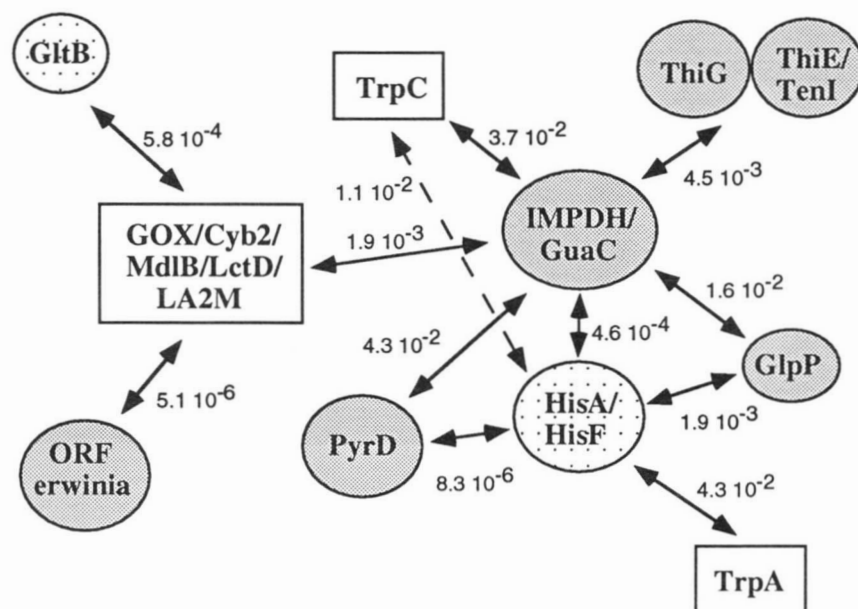 GltB
TrpC
ThiG
ThiE/
TenI
5.8 10-4
3.7 10-2
4.5 10-3
1.1 10-2
GOX/Cyb2/
MdlB/LctD/
LA2M
1.9 10-3
IMPDH/
GuaC
1.6 10-2
4.3 10-2
4.6 10-4
GlpP
5.1 10-6
HisA/
HisF
1.9 10-3
ORF
erwinia
PyrD
8.3 10-6
4.3 10-2
TrpA